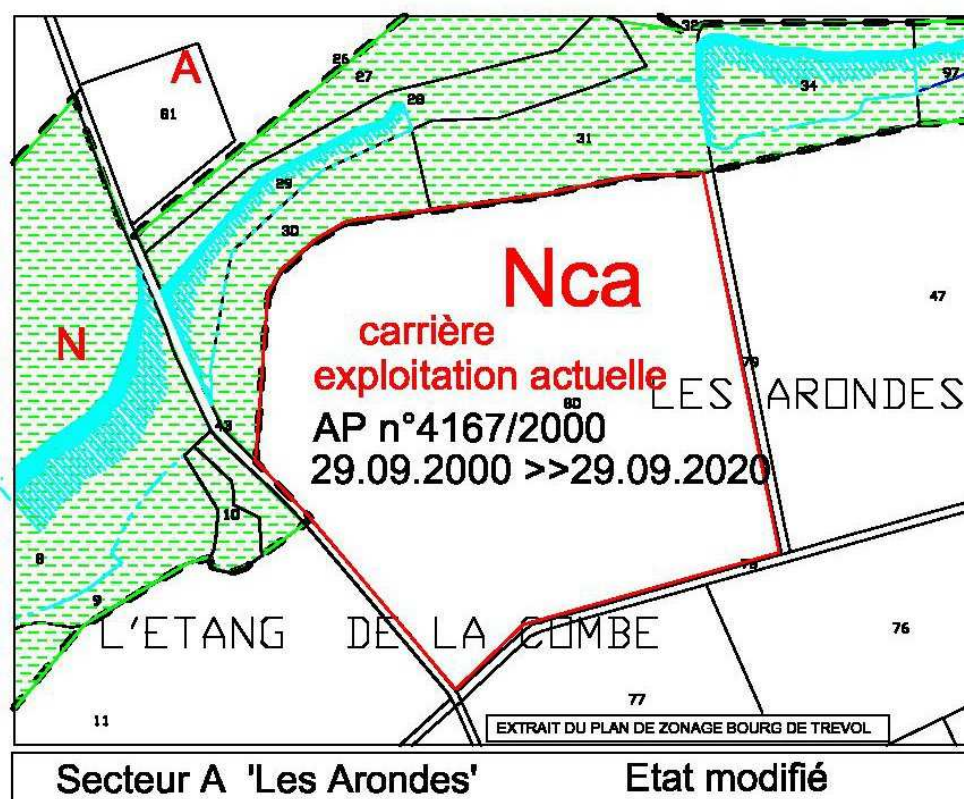 32
26
A
27
34
97
81
28
31
29
30
Nca
47
carrière
N
79
exploitation actuelle
80
LES ARONDES
AP n°4167/2000
43
29.09.2000 >>29.09.2020
10
8
75
9
L'ETANG DE LA COMBE
76
77
11
EXTRAIT DU PLAN DE ZONAGE BOURG DE TREVOL
Secteur A 'Les Arondes' Etat modifié